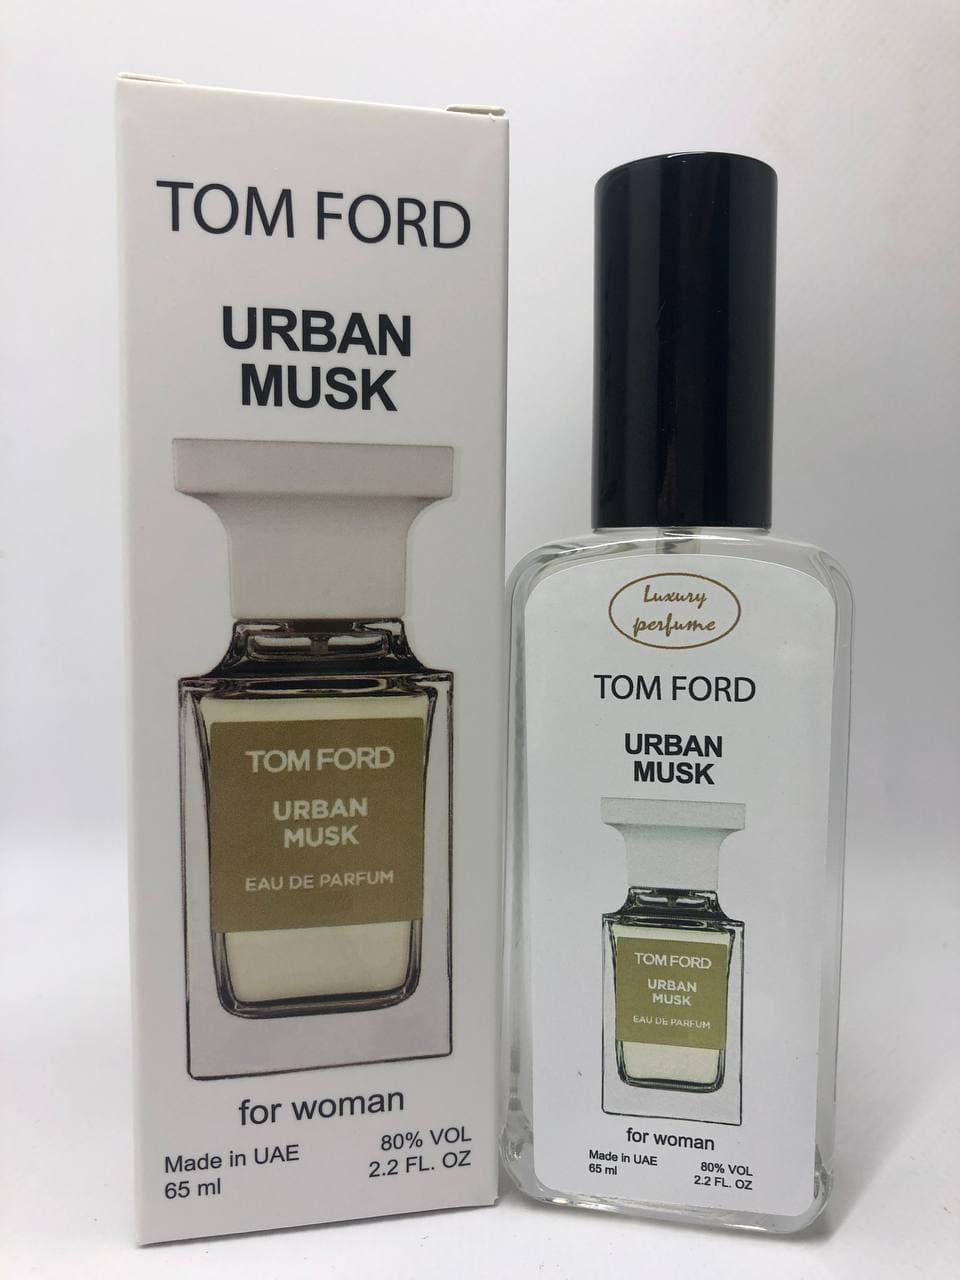 TOM FORD
URBAN
MUSK
TOM FORD
URBAN
MUSK
EAU DE PARFUM
for woman
Made in UAE
65 ml
80% VOL
2.2 FL. OZ
Luxury
perfume
TOM FORD
URBAN
MUSK
TOM FORD
URBAN
MUSK
EAU DE PARFUM
for woman
Made in UAE
65 ml
80% VOL
2.2 FL. OZ